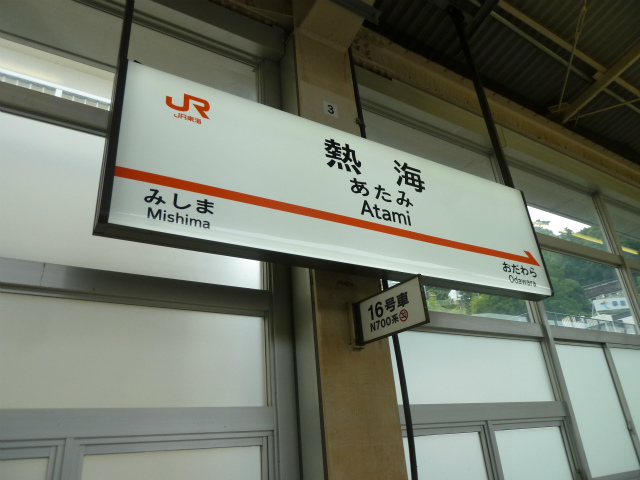 JR
JR東海
3
熱海
あたみ
Atami
みしま
Mishima
おだわら
Odawara
16号車
N700系